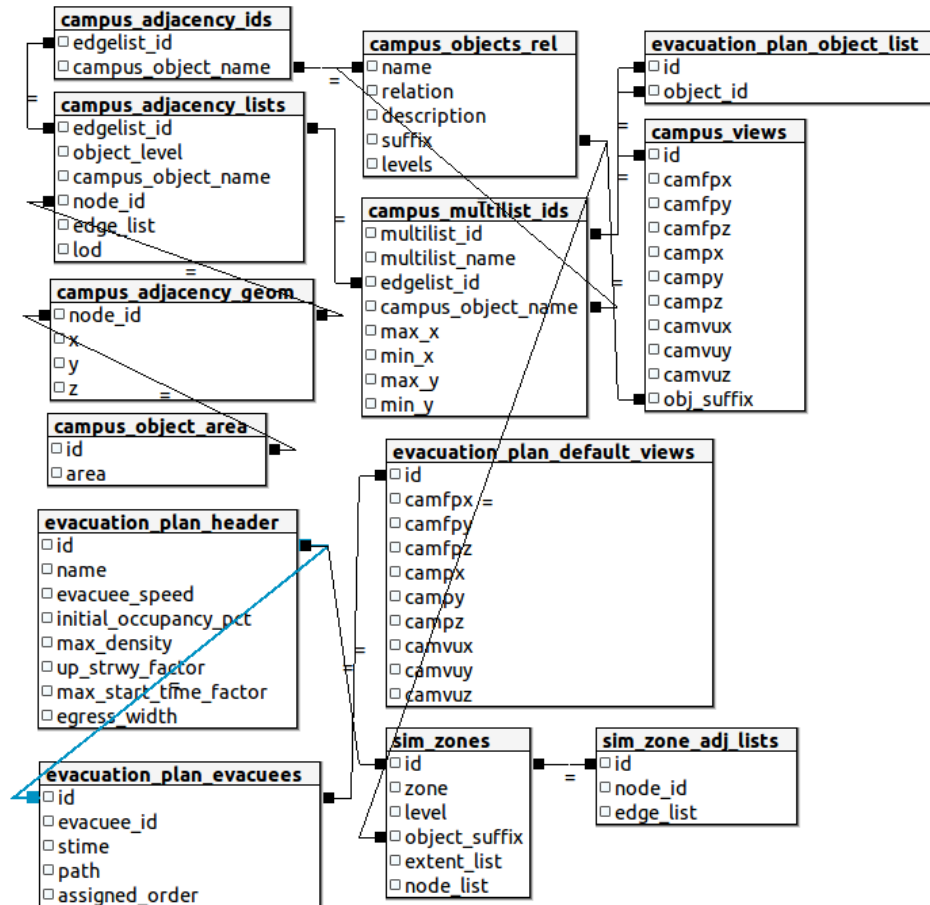 campus_adjacency_ids
edgelist_id
campus_object_name
campus_adjacency_lists
edgelist_id
object_level
campus_object_name
node_id
edge_list
lod
campus_adjacency_geom
node_id
x
y
z
campus_object_area
id
area
campus_objects_rel
name
relation
description
suffix
levels
campus_multilist_ids
multilist_id
multilist_name
edgelist_id
campus_object_name
max_x
min_x
max_y
min_y
evacuation_plan_object_list
id
object_id
campus_views
id
camfpx
camfpy
camfpz
campx
campy
campz
camvux
camvuy
camvuz
obj_suffix
evacuation_plan_header
id
name
evacuee_speed
initial_occupancy_pct
max_density
up_strwy_factor
max_start_time_factor
egress_width
evacuation_plan_default_views
id
camfpx
camfpy
camfpz
campx
campy
campz
camvux
camvuy
camvuz
evacuation_plan_evacuees
id
evacuee_id
stime
path
assigned_order
sim_zones
id
zone
level
object_suffix
extent_list
node_list
sim_zone_adj_lists
id
node_id
edge_list
=
=
=
=
=
=
=
=
=
=
=
=
=
=